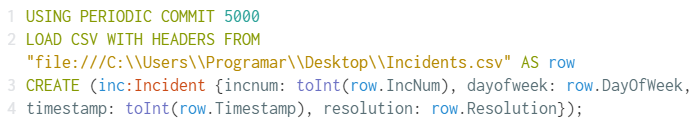 1 USING PERIODIC COMMIT 5000
2 LOAD CSV WITH HEADERS FROM
"file:///C:\\Users\\Programar\\Desktop\\Incidents.csv" AS row
3 CREATE (inc:Incident {incnum: toInt(row.IncNum), dayofweek: row.DayOfWeek,
4 timestamp: toInt(row.Timestamp), resolution: row.Resolution});